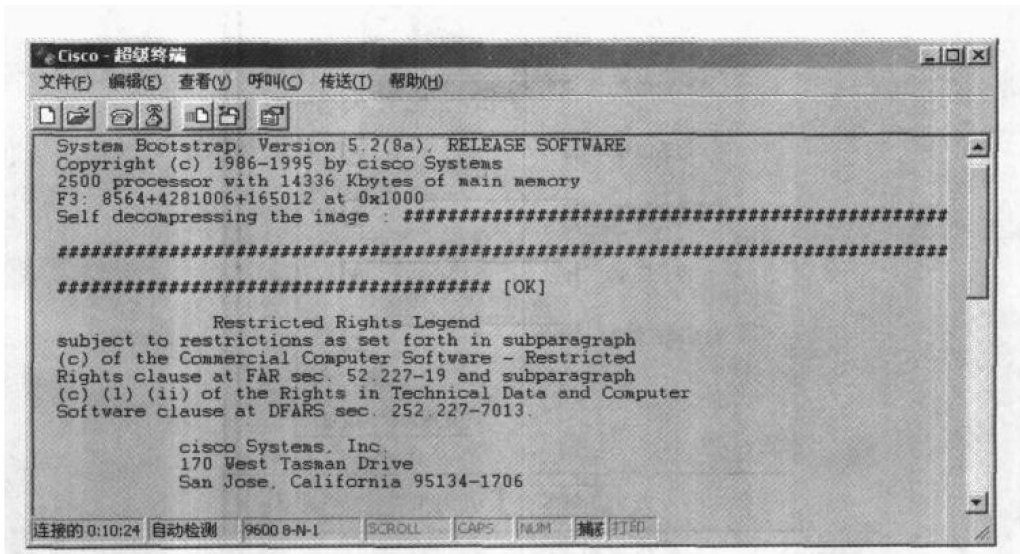 Cisco - 超级终端
文件(F) 编辑(E) 查看(V) 呼叫(C) 传送(T) 帮助(H)
System Bootstrap, Version 5.2(8a), RELEASE SOFTWARE
Copyright (c) 1986-1995 by cisco Systems
2500 processor with 14336 Kbytes of main memory
F3: 8564+4281006+165012 at 0x1000
Self decompressing the image : #################################################
################################################################################
####################################### [OK]
Restricted Rights Legend
subject to restrictions as set forth in subparagraph
(c) of the Commercial Computer Software - Restricted
Rights clause at FAR sec. 52.227-19 and subparagraph
(c) (1) (ii) of the Rights in Technical Data and Computer
Software clause at DFARS sec. 252.227-7013.
cisco Systems, Inc.
170 West Tasman Drive
San Jose, California 95134-1706
连接的 0:10:24 自动检测 9600 8-N-1 SCROLL CAPS NUM 捕 打印